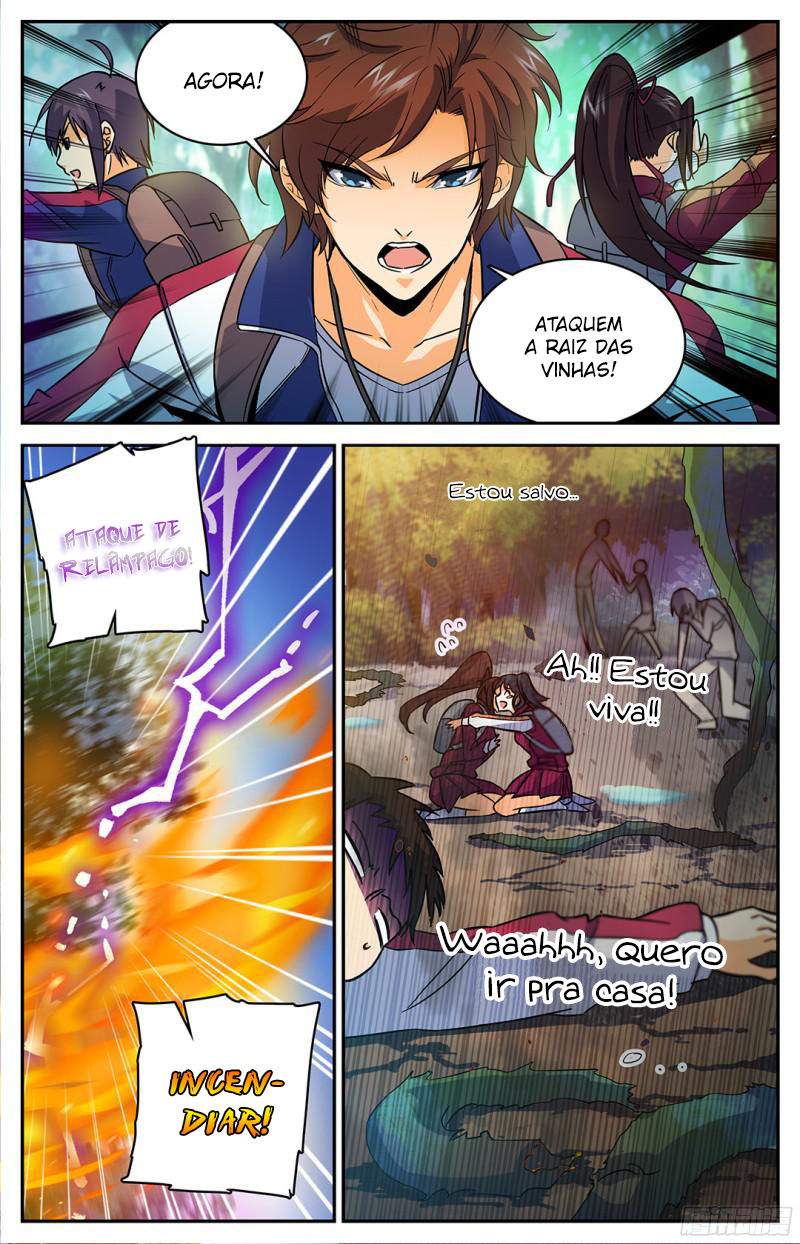 AGORA!
ATAQUEM
A RAIZ DAS
VINHAS!
ATAQUE DE
RELÂMPAGO!
Estou salvo...
Ah!! Estou
viva!!
Waaahhh, quero
ir pra casa!
INCEN-
DIAR!